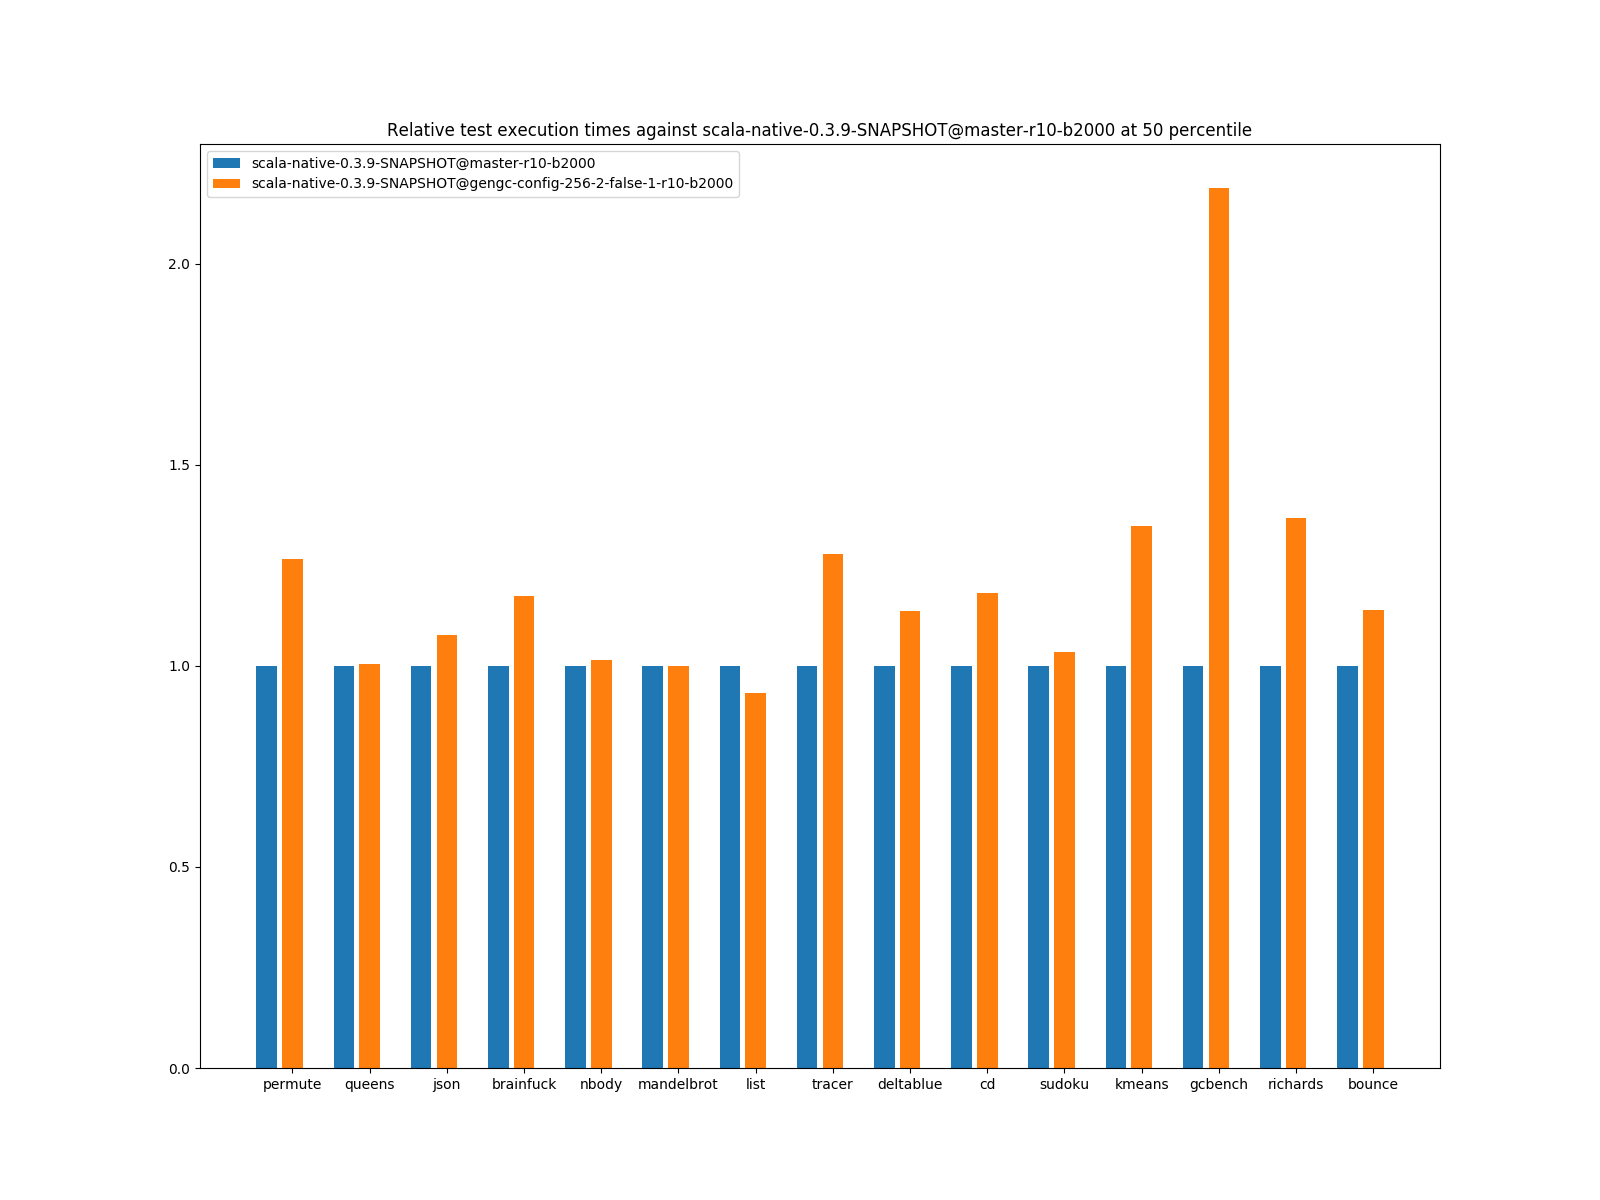 Relative test execution times against scala-native-0.3.9-SNAPSHOT@master-r10-b2000 at 50 percentile
scala-native-0.3.9-SNAPSHOT@master-r10-b2000
scala-native-0.3.9-SNAPSHOT@gengc-config-256-2-false-1-r10-b2000
2.0
1.5
1.0
0.5
0.0
permute queens json brainfuck nbody mandelbrot list tracer deltablue cd sudoku kmeans gcbench richards bounce